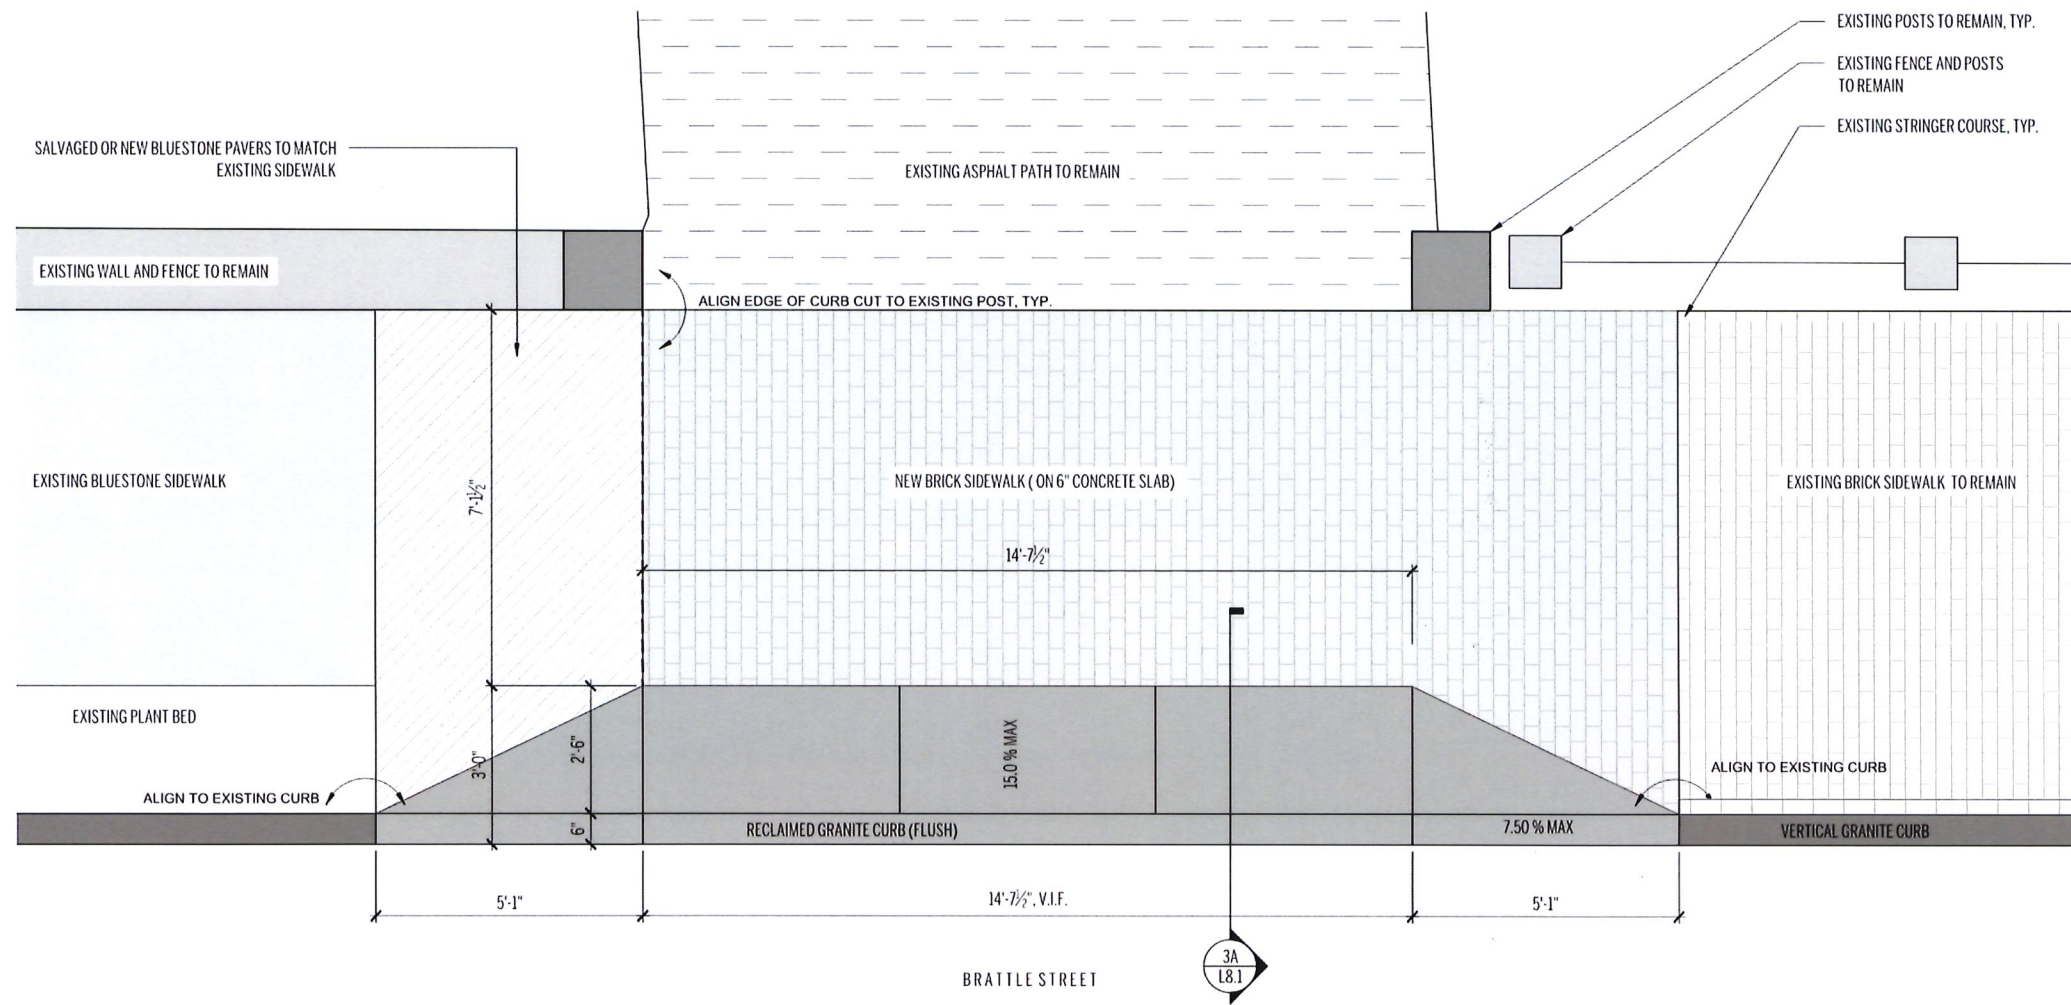 EXISTING POSTS TO REMAIN, TYP.
EXISTING FENCE AND POSTS
TO REMAIN
EXISTING STRINGER COURSE, TYP.
SALVAGED OR NEW BLUESTONE PAVERS TO MATCH
EXISTING SIDEWALK
EXISTING ASPHALT PATH TO REMAIN
EXISTING WALL AND FENCE TO REMAIN
ALIGN EDGE OF CURB CUT TO EXISTING POST, TYP.
EXISTING BLUESTONE SIDEWALK
7'-1½"
NEW BRICK SIDEWALK ( ON 6" CONCRETE SLAB)
EXISTING BRICK SIDEWALK TO REMAIN
14'-7½"
EXISTING PLANT BED
3'-0"
2'-6"
15.0 % MAX
ALIGN TO EXISTING CURB
ALIGN TO EXISTING CURB
6"
RECLAIMED GRANITE CURB (FLUSH)
7.50 % MAX
VERTICAL GRANITE CURB
5'-1"
14'-7½", V.I.F.
5'-1"
3A
L8.1
BRATTLE STREET